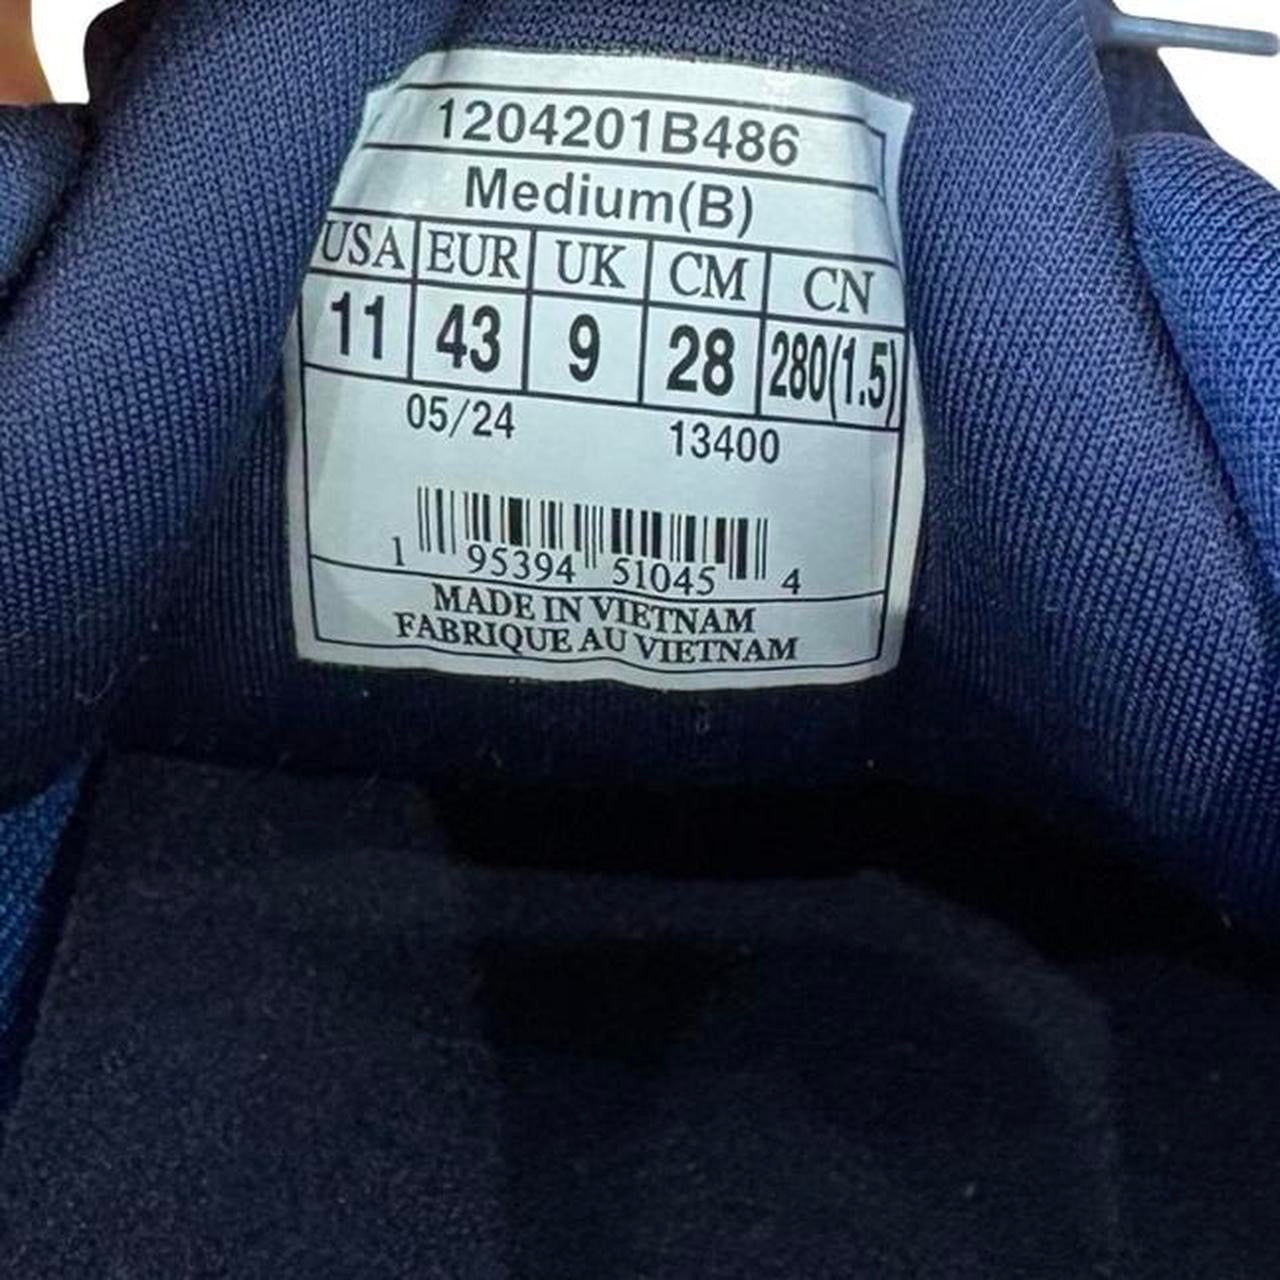 1204201B486
Medium(B)
USA EUR UK CM CN
11 43 9 28 280(1.5)
05/24 13400
1 95394 51045 4
MADE IN VIETNAM
FABRIQUE AU VIETNAM